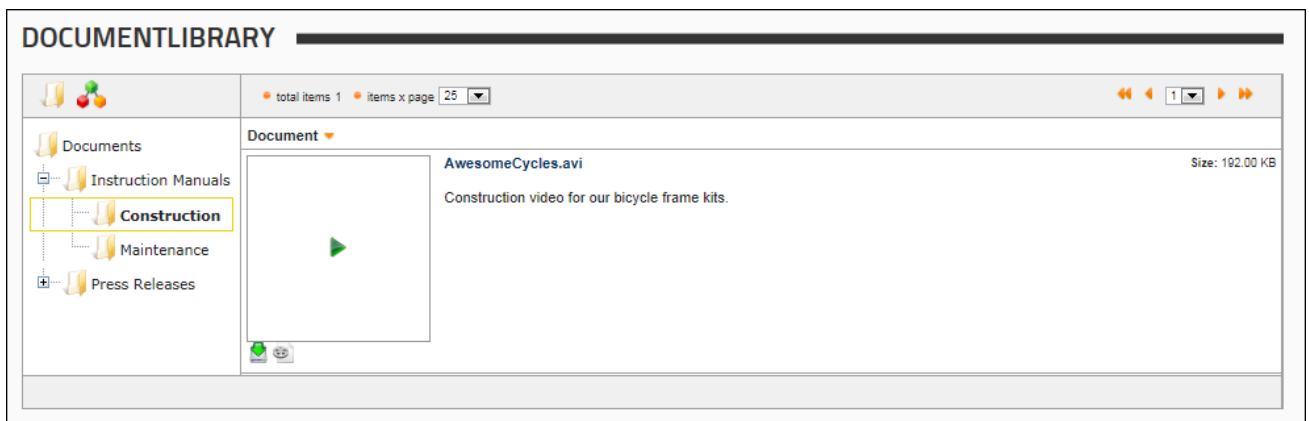 DOCUMENTLIBRARY
total items 1 items x page 25 1
Documents
Instruction Manuals
Construction
Maintenance
Press Releases
Document
AwesomeCycles.avi Size: 192.00 KB
Construction video for our bicycle frame kits.